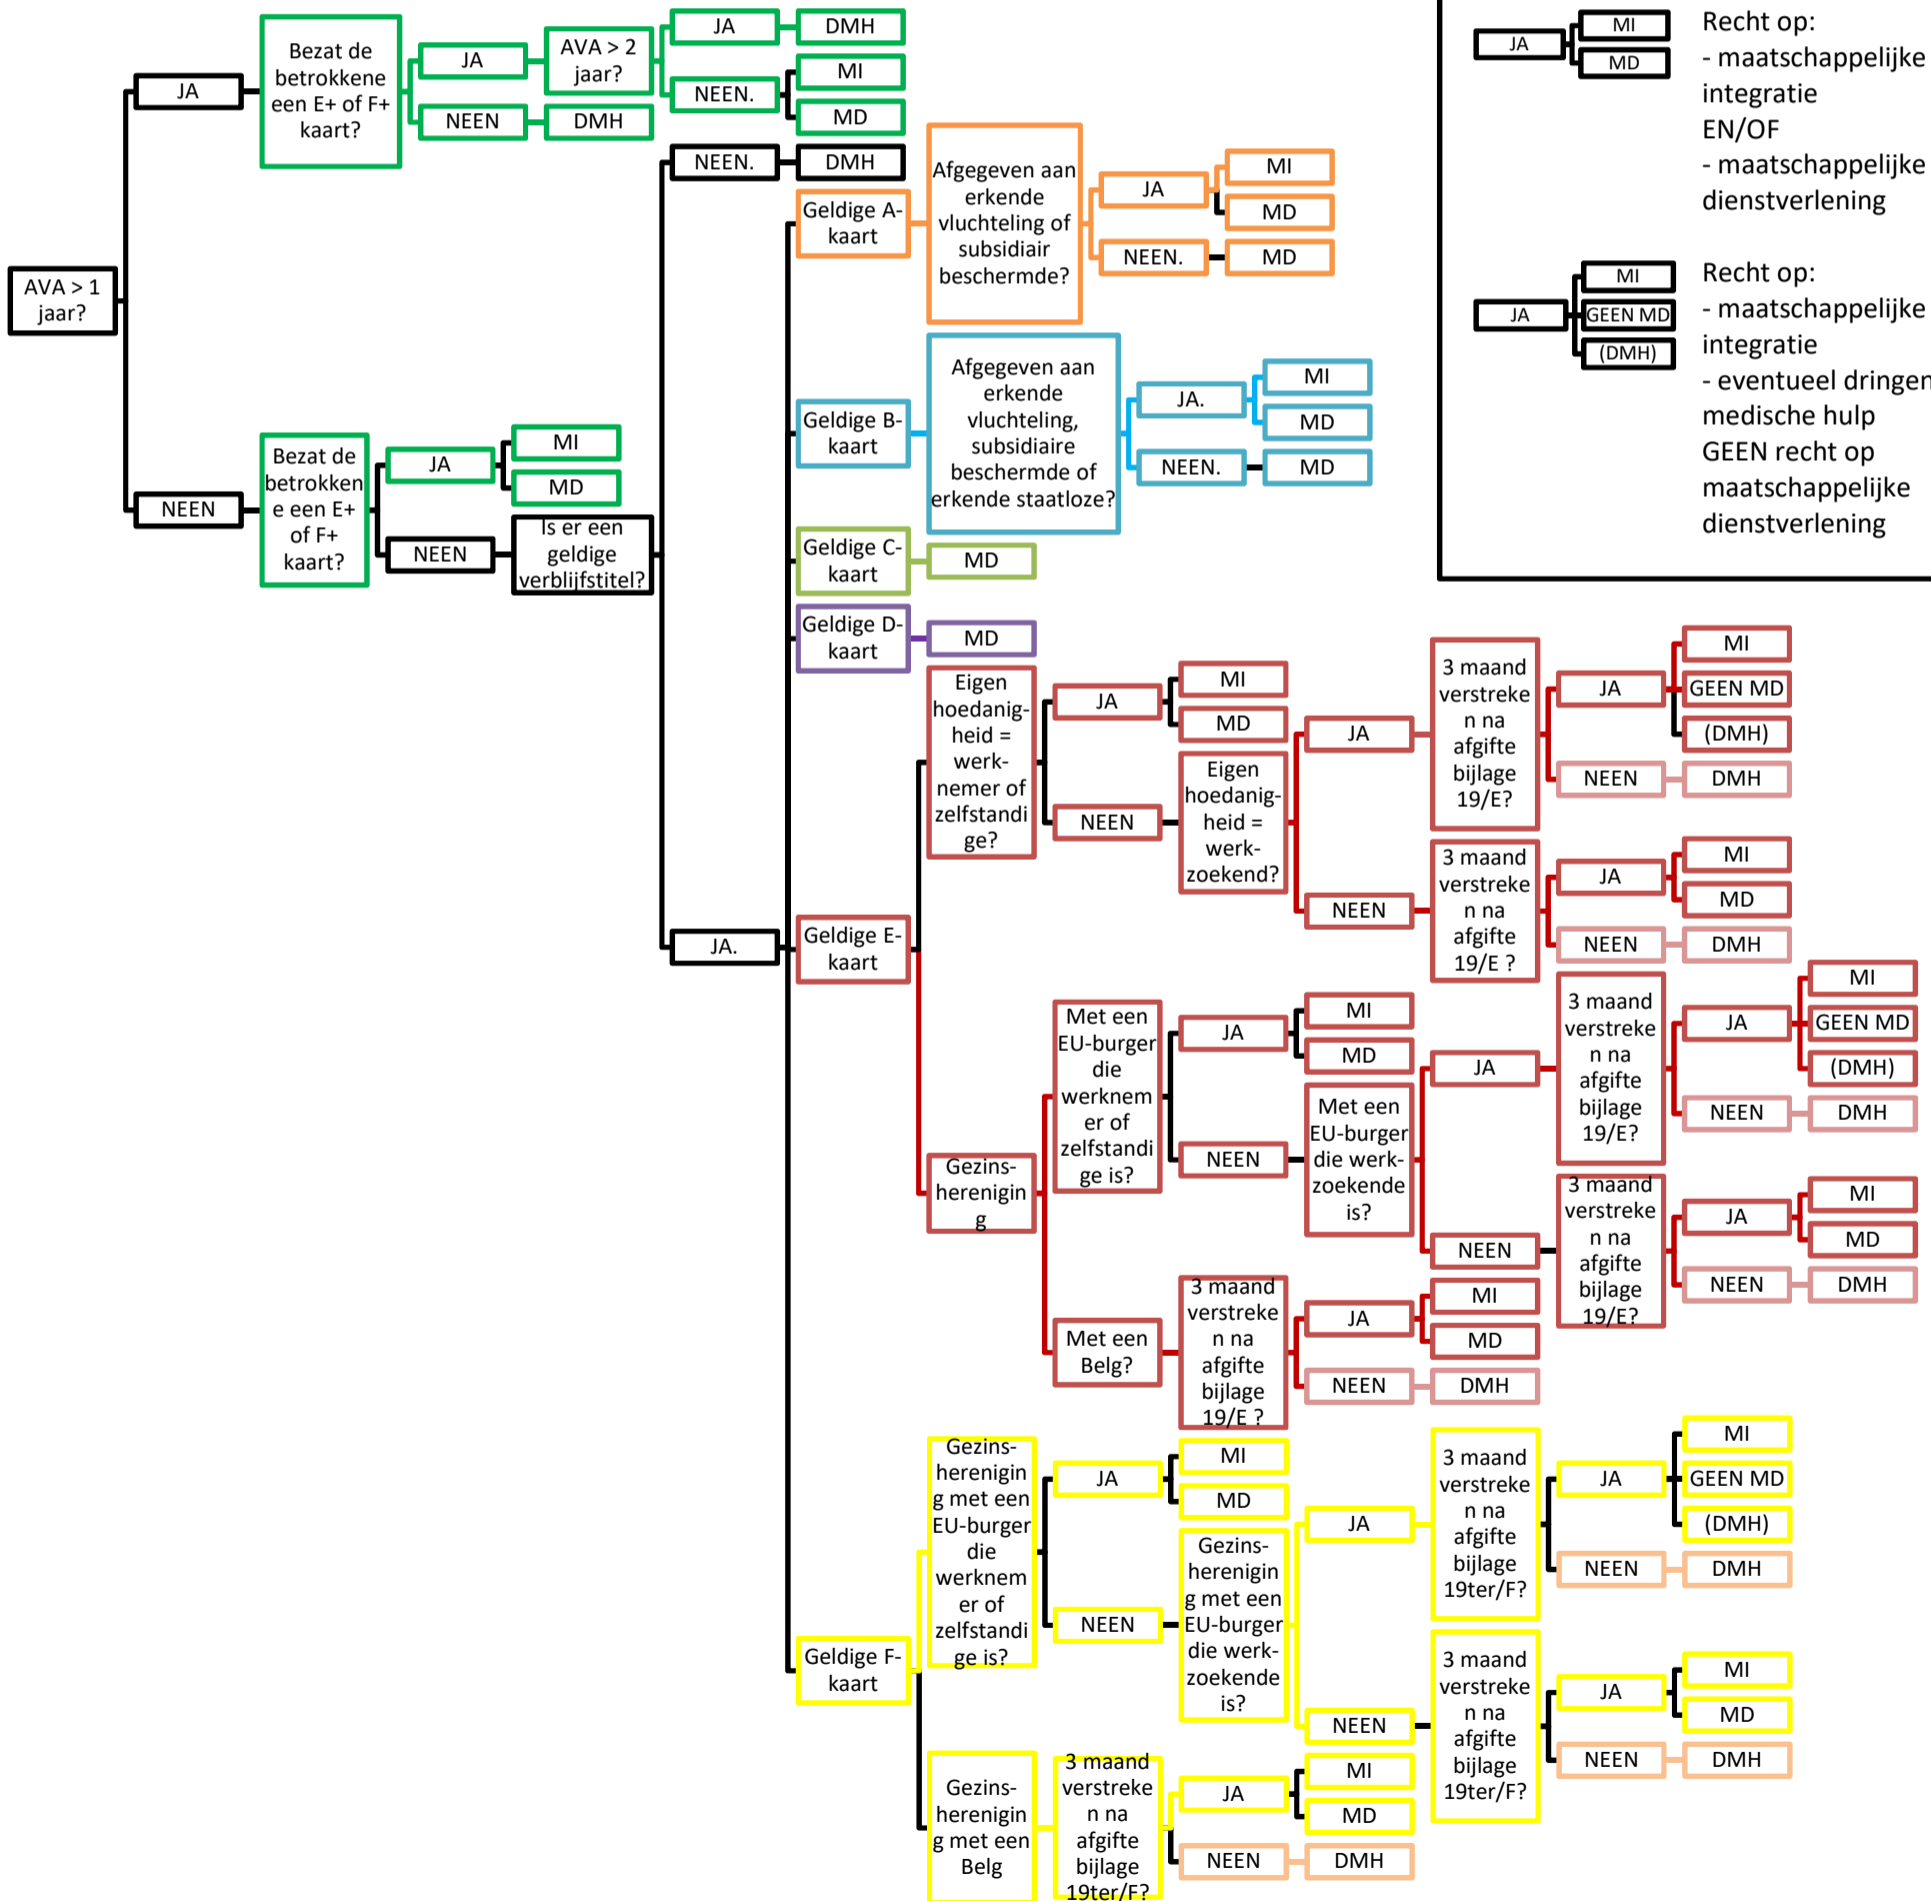 AVA > 1
jaar?
JA
Bezat de
betrokkene
een E+ of F+
kaart?
JA
AVA > 2
jaar?
JA
DMH
NEEN.
MI
MD
NEEN
DMH
NEEN
Bezat de
betrokken
e een E+
of F+
kaart?
JA
MI
MD
NEEN
Is er een
geldige
verblijfstitel?
NEEN.
DMH
JA.
Geldige A-
kaart
Afgegeven aan
erkende
vluchteling of
subsidiair
beschermde?
JA
MI
MD
NEEN.
MD
Geldige B-
kaart
Afgegeven aan
erkende
vluchteling,
subsidiaire
beschermde of
erkende staatloze?
JA.
MI
MD
NEEN.
MD
Geldige C-
kaart
MD
Geldige D-
kaart
MD
Geldige E-
kaart
Eigen
hoedanig-
heid =
werk-
nemer of
zelfstandi
ge?
JA
MI
MD
NEEN
Eigen
hoedanig-
heid =
werk-
zoekend?
JA
3 maand
verstreke
n na
afgifte
bijlage
19/E?
JA
MI
GEEN MD
(DMH)
NEEN
DMH
NEEN
3 maand
verstreke
n na
afgifte
19/E ?
JA
MI
MD
NEEN
DMH
Gezins-
herenigin
g
Met een
EU-burger
die
werknem
er of
zelfstandi
ge is?
JA
MI
MD
NEEN
Met een
EU-burger
die werk-
zoekende
is?
JA
3 maand
verstreke
n na
afgifte
bijlage
19/E?
JA
MI
GEEN MD
(DMH)
NEEN
DMH
NEEN
3 maand
verstreke
n na
afgifte
bijlage
19/E?
JA
MI
MD
NEEN
DMH
Met een
Belg?
3 maand
verstreke
n na
afgifte
bijlage
19/E ?
JA
MI
MD
NEEN
DMH
Geldige F-
kaart
Gezins-
herenigin
g met een
EU-burger
die
werknem
er of
zelfstandi
ge is?
JA
MI
MD
NEEN
Gezins-
herenigin
g met een
EU-burger
die werk-
zoekende
is?
JA
3 maand
verstreke
n na
afgifte
bijlage
19ter/F?
JA
MI
GEEN MD
(DMH)
NEEN
DMH
NEEN
3 maand
verstreke
n na
afgifte
bijlage
19ter/F?
JA
MI
MD
NEEN
DMH
Gezins-
herenigin
g met een
Belg
3 maand
verstreke
n na
afgifte
bijlage
19ter/F?
JA
MI
MD
NEEN
DMH
JA
MI
MD
Recht op:
- maatschappelijke
integratie
EN/OF
- maatschappelijke
dienstverlening
JA
MI
GEEN MD
(DMH)
Recht op:
- maatschappelijke
integratie
- eventueel dringen
medische hulp
GEEN recht op
maatschappelijke
dienstverlening